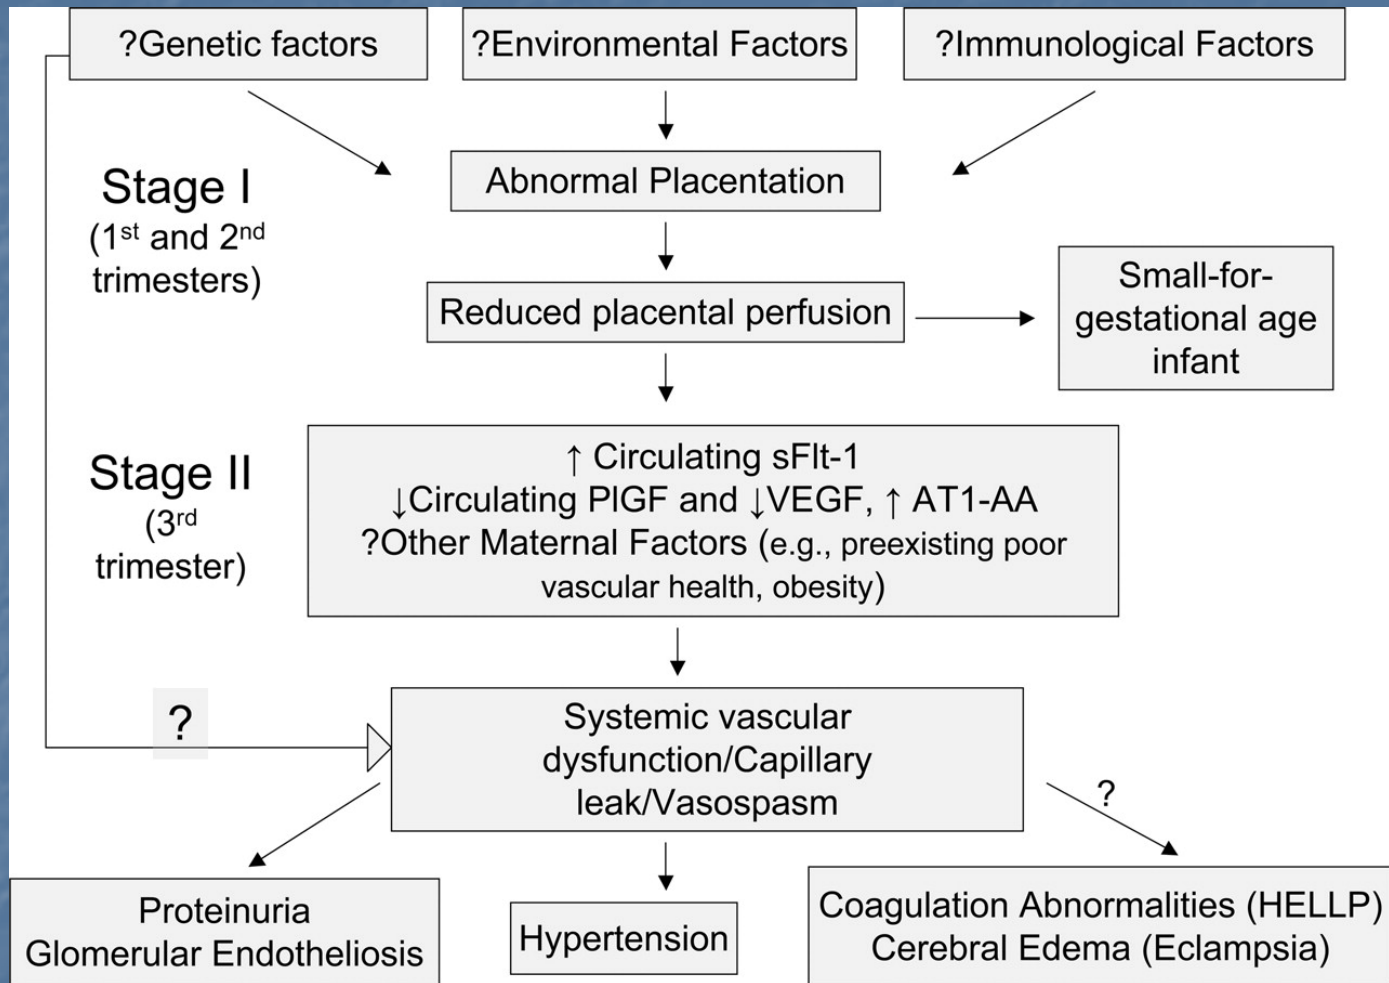 ?Genetic factors
?Environmental Factors
?Immunological Factors
Stage I
(1st and 2nd
trimesters)
Abnormal Placentation
Reduced placental perfusion
Small-for-
gestational age
infant
Stage II
(3rd
trimester)
↑ Circulating sFlt-1
↓Circulating PlGF and ↓VEGF, ↑ AT1-AA
?Other Maternal Factors (e.g., preexisting poor
vascular health, obesity)
?
Systemic vascular
dysfunction/Capillary
leak/Vasospasm
?
Proteinuria
Glomerular Endotheliosis
Hypertension
Coagulation Abnormalities (HELLP)
Cerebral Edema (Eclampsia)